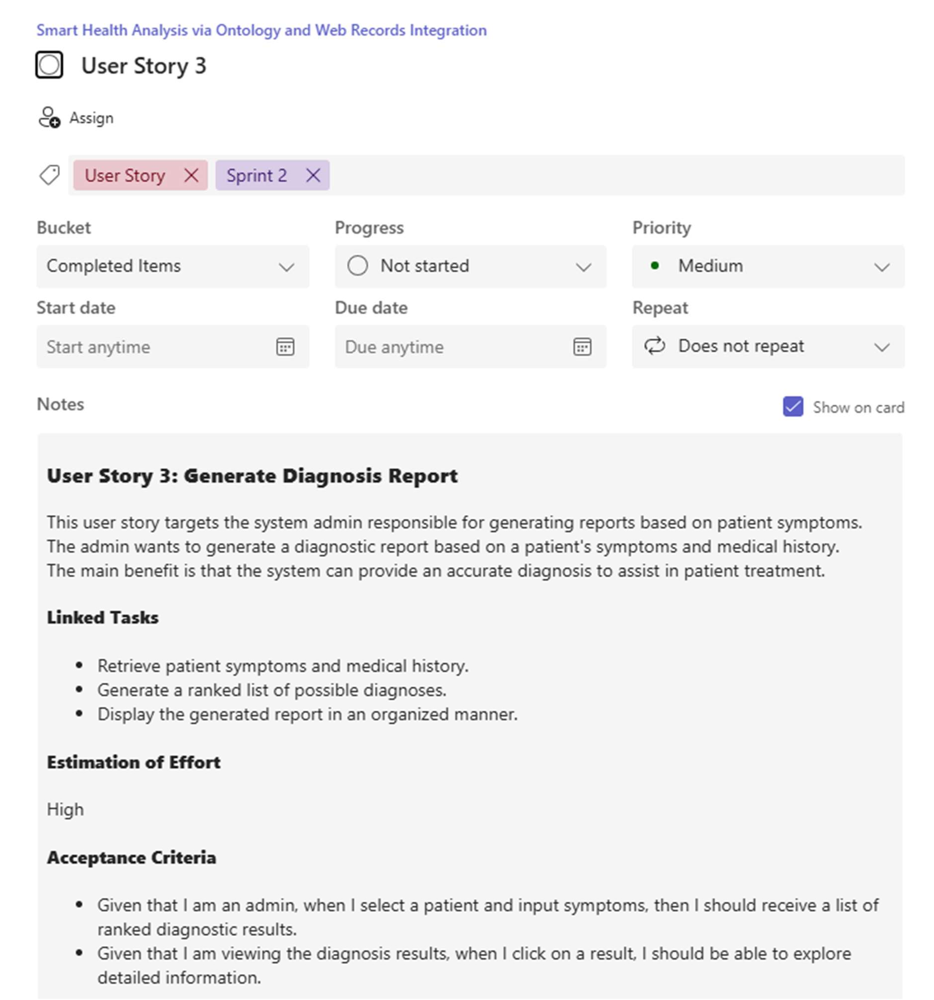 Smart Health Analysis via Ontology and Web Records Integration
User Story 3
Assign
User Story Sprint 2
Bucket Progress Priority
Completed Items Not started Medium
Start date Due date Repeat
Start anytime Due anytime Does not repeat
Notes Show on card
User Story 3: Generate Diagnosis Report
This user story targets the system admin responsible for generating reports based on patient symptoms.
The admin wants to generate a diagnostic report based on a patient's symptoms and medical history.
The main benefit is that the system can provide an accurate diagnosis to assist in patient treatment.
Linked Tasks
• Retrieve patient symptoms and medical history.
• Generate a ranked list of possible diagnoses.
• Display the generated report in an organized manner.
Estimation of Effort
High
Acceptance Criteria
• Given that I am an admin, when I select a patient and input symptoms, then I should receive a list of
ranked diagnostic results.
• Given that I am viewing the diagnosis results, when I click on a result, I should be able to explore
detailed information.